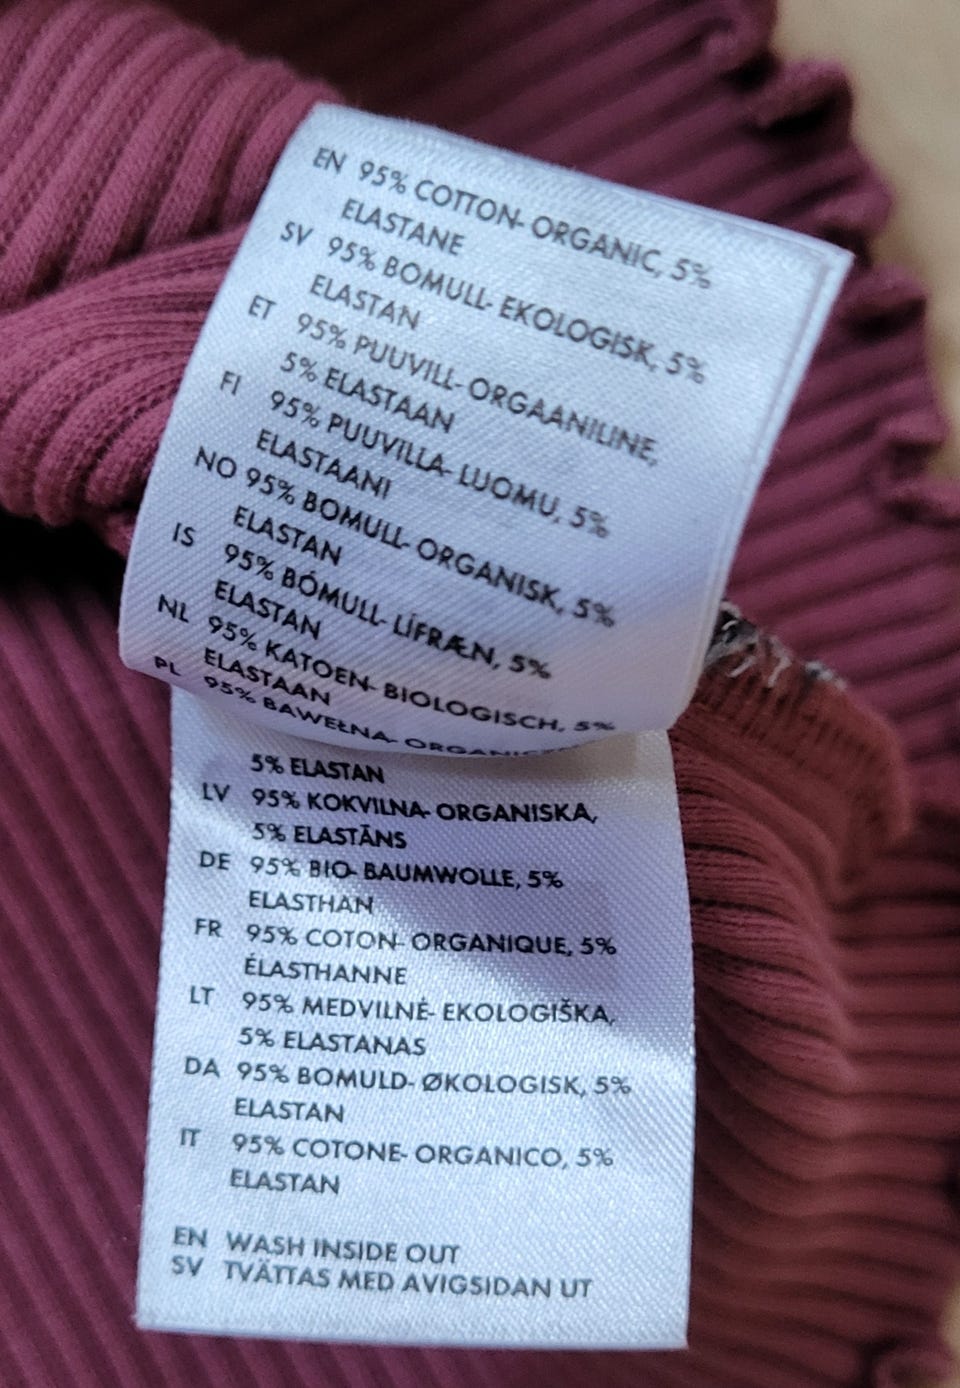 EN 95% COTTON- ORGANIC, 5%
ELASTANE
SV 95% BOMULL- EKOLOGISK, 5%
ELASTAN
ET 95% PUUVILL- ORGAANILINE,
5% ELASTAAN
FI 95% PUUVILLA- LUOMU, 5%
ELASTAANI
NO 95% BOMULL- ORGANISK, 5%
ELASTAN
IS 95% BÓMULL- LÍFRÆN, 5%
ELASTAN
NL 95% KATOEN- BIOLOGISCH, 5%
ELASTAAN
PL 95% BAWEŁNA-
5% ELASTAN
LV 95% KOKVILNA- ORGANISKA,
5% ELASTĀNS
DE 95% BIO- BAUMWOLLE, 5%
ELASTHAN
FR 95% COTON- ORGANIQUE, 5%
ÉLASTHANNE
LT 95% MEDVILNĖ- EKOLOGIŠKA,
5% ELASTANAS
DA 95% BOMULD- ØKOLOGISK, 5%
ELASTAN
IT 95% COTONE- ORGANICO, 5%
ELASTAN
EN WASH INSIDE OUT
SV TVÄTTAS MED AVIGSIDAN UT